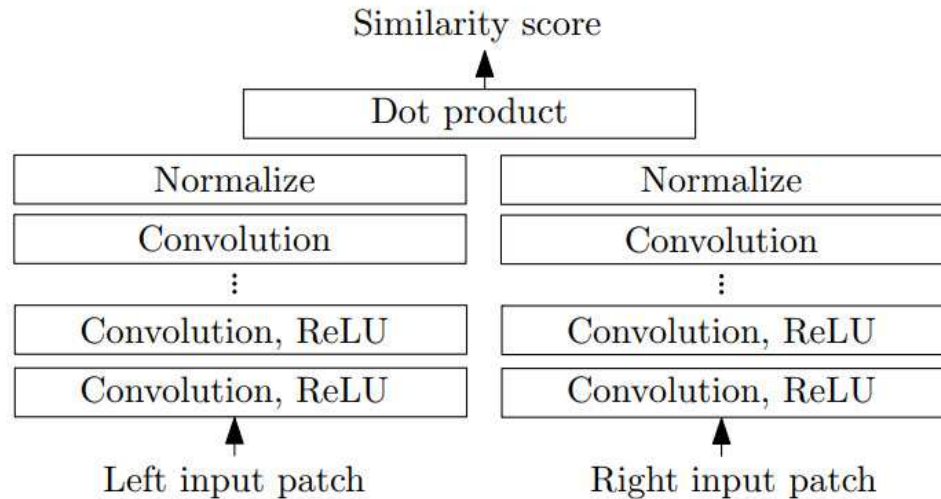 Similarity score
Dot product
Normalize Normalize
Convolution Convolution
Convolution, ReLU Convolution, ReLU
Convolution, ReLU Convolution, ReLU
Left input patch Right input patch